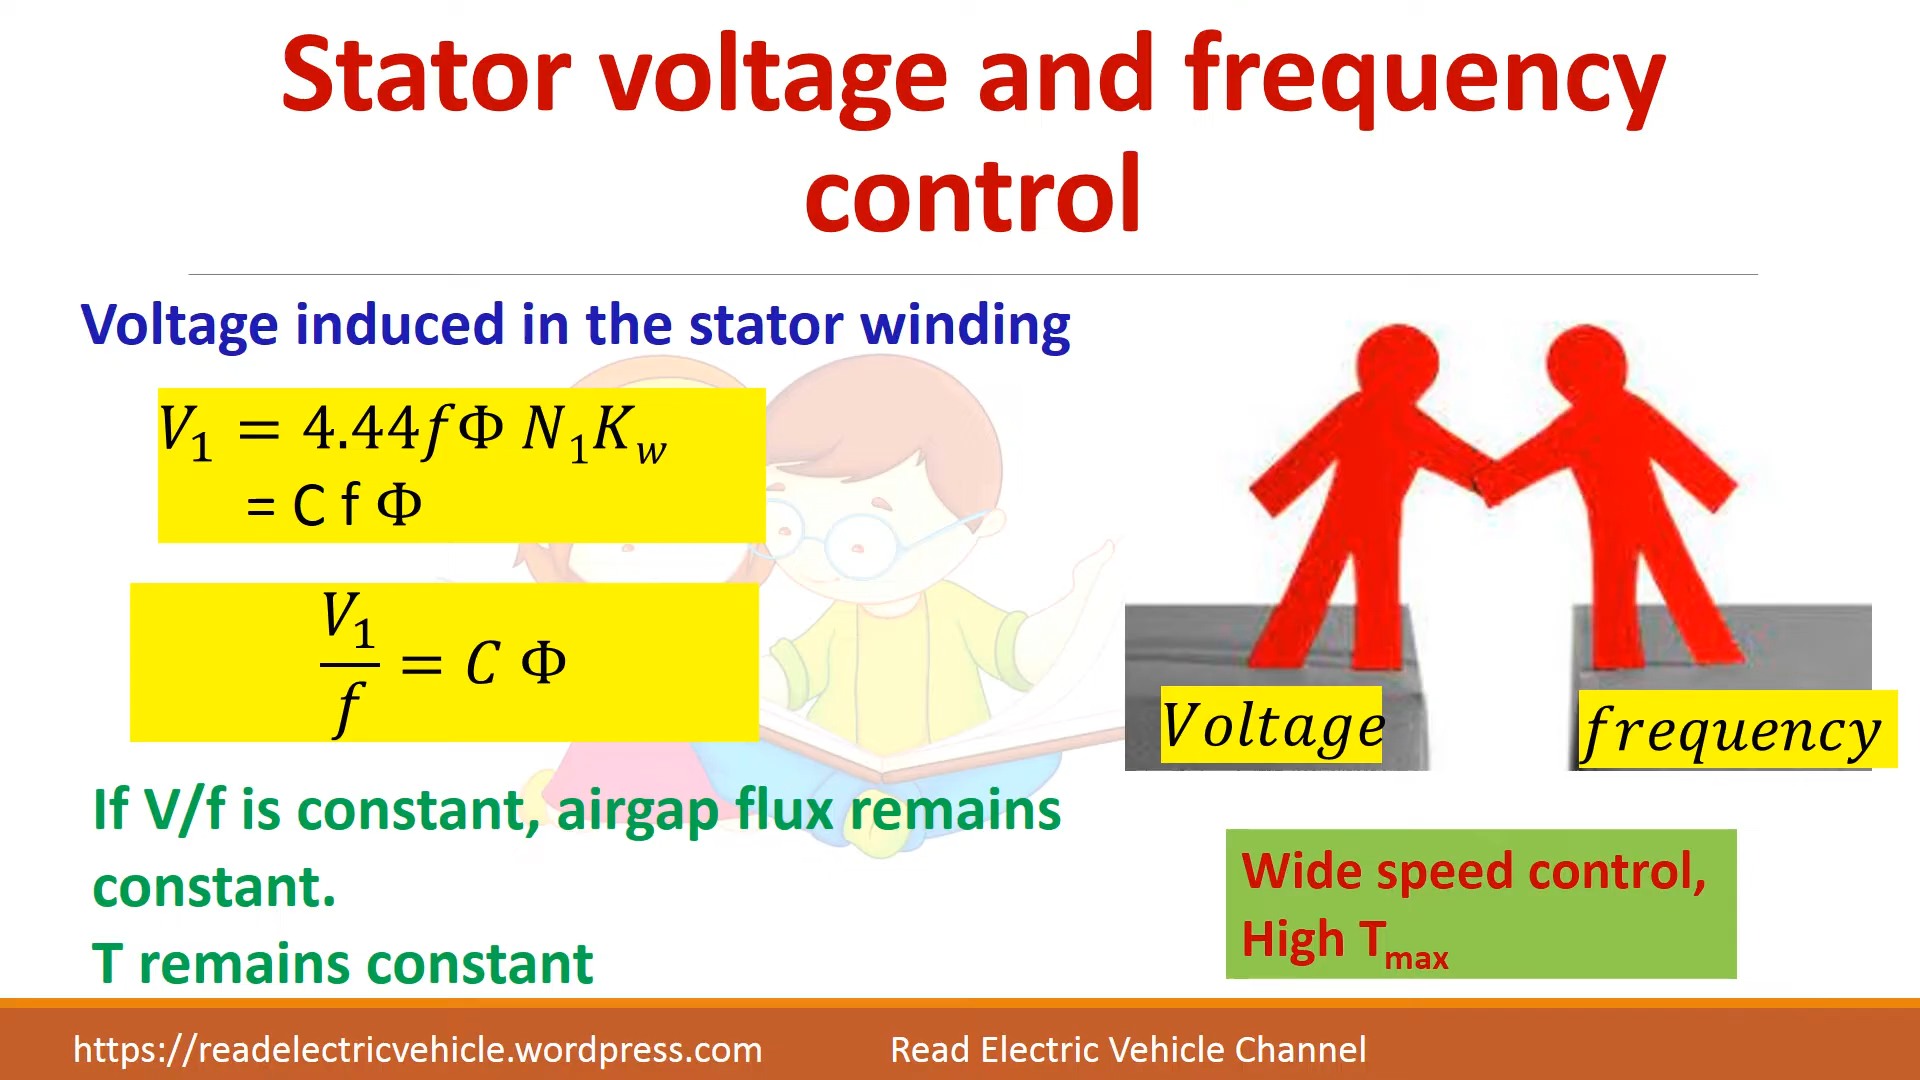 Stator voltage and frequency
control
Voltage induced in the stator winding
V₁ = 4.44fΦ N₁K_w
= C f Φ
V₁/f = C Φ
If V/f is constant, airgap flux remains
constant.
T remains constant
Voltage
frequency
Wide speed control,
High T_max
https://readelectricvehicle.wordpress.com
Read Electric Vehicle Channel